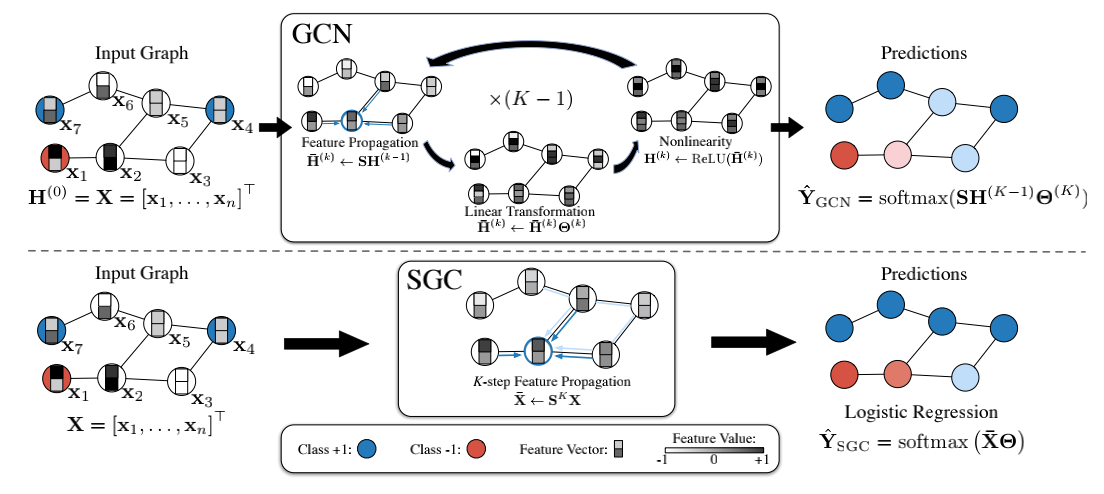 GCN
Input Graph
x₆
x₅
x₇
x₄
x₁
x₂
x₃
H⁽⁰⁾ = X = [x₁, . . . , xₙ]⊤
×(K − 1)
Feature Propagation
H̄⁽ᵏ⁾ ← SH⁽ᵏ⁻¹⁾
Linear Transformation
H̄⁽ᵏ⁾ ← H̄⁽ᵏ⁾Θ⁽ᵏ⁾
Nonlinearity
H⁽ᵏ⁾ ← ReLU(H̄⁽ᵏ⁾)
Predictions
Ŷ_GCN = softmax(SH⁽ᴷ⁻¹⁾Θ⁽ᴷ⁾)
Input Graph
x₆
x₅
x₇
x₄
x₁
x₂
x₃
X = [x₁, . . . , xₙ]⊤
SGC
K-step Feature Propagation
X̄ ← SᴷX
Predictions
Logistic Regression
Ŷ_SGC = softmax (X̄Θ)
Class +1:
Class -1:
Feature Vector:
Feature Value:
-1 0 +1